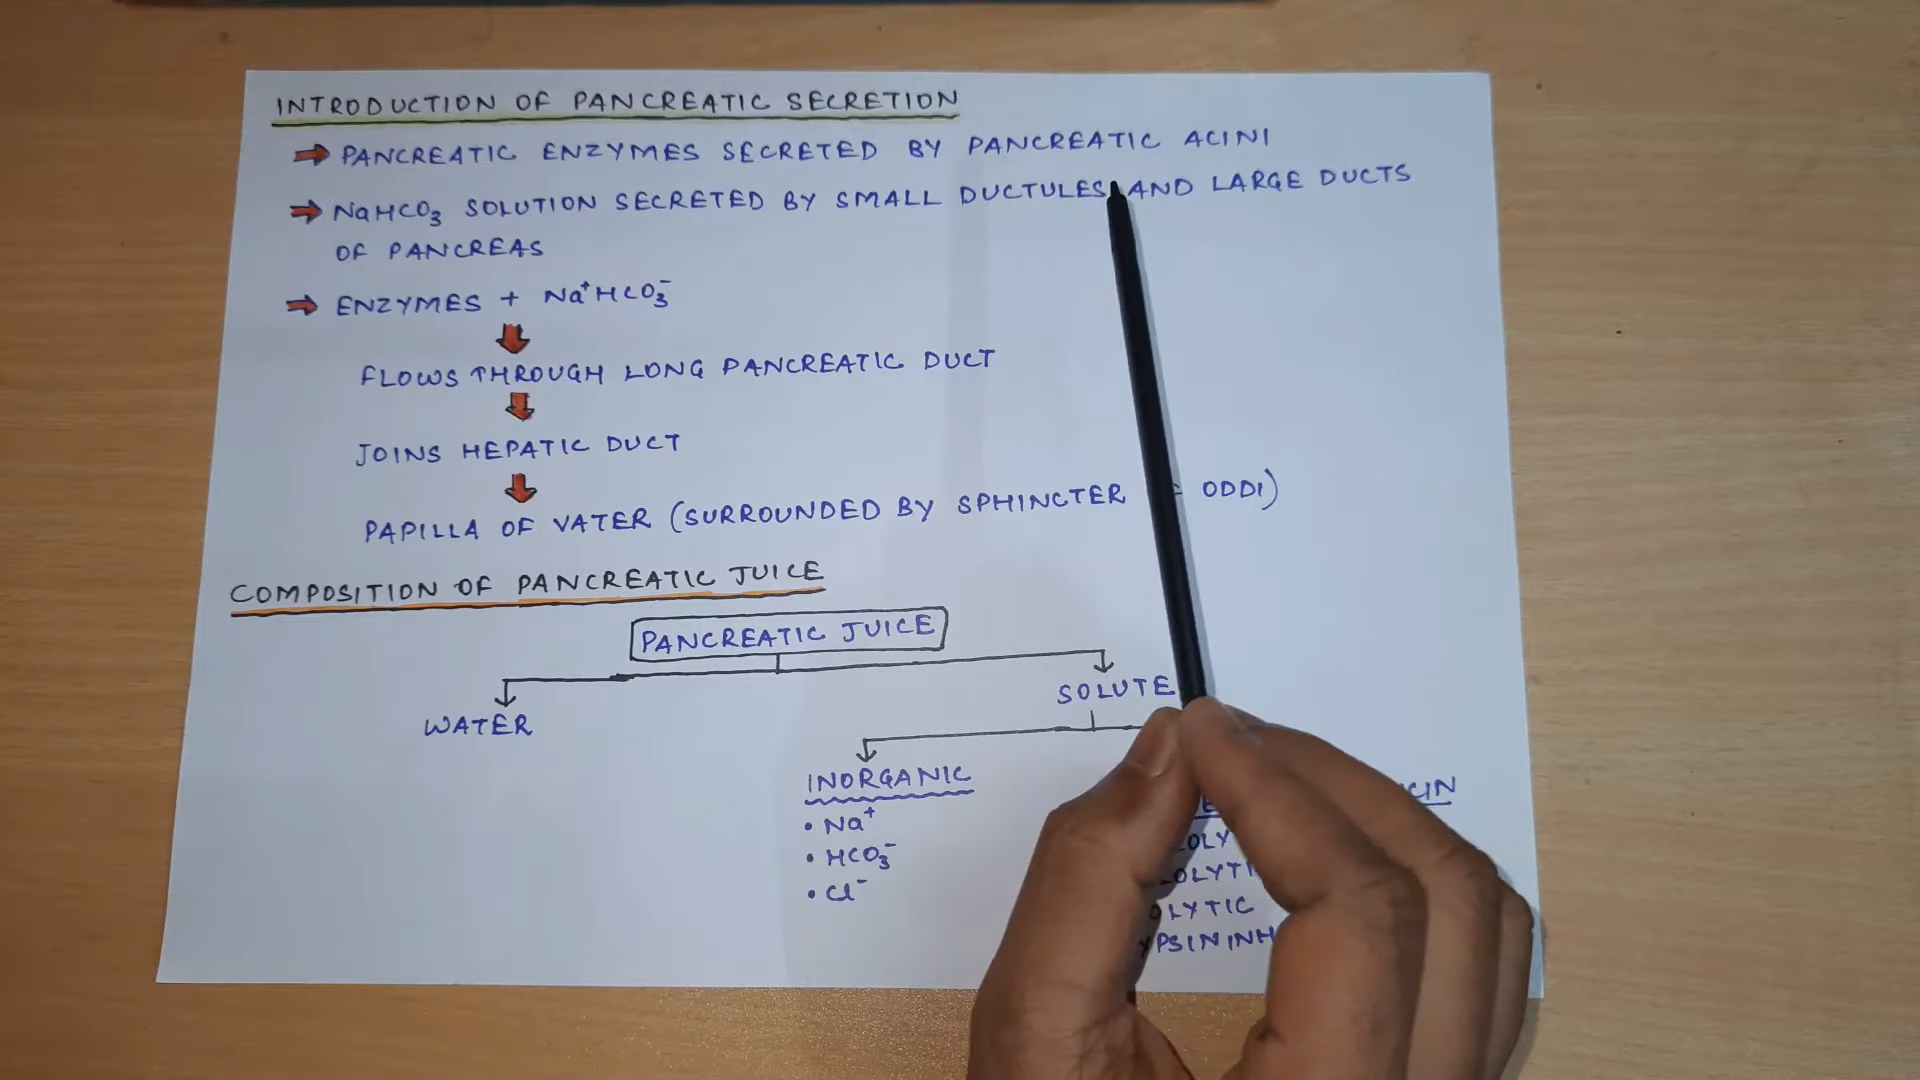 INTRODUCTION OF PANCREATIC SECRETION
PANCREATIC ENZYMES SECRETED BY PANCREATIC ACINI
NaHCO3 SOLUTION SECRETED BY SMALL DUCTULES AND LARGE DUCTS
OF PANCREAS
ENZYMES + Na+HCO3-
FLOWS THROUGH LONG PANCREATIC DUCT
JOINS HEPATIC DUCT
PAPILLA OF VATER (SURROUNDED BY SPHINCTER ODDI)
COMPOSITION OF PANCREATIC JUICE
PANCREATIC JUICE
WATER
SOLUTE
INORGANIC
• Na+
• HCO3-
• Cl-